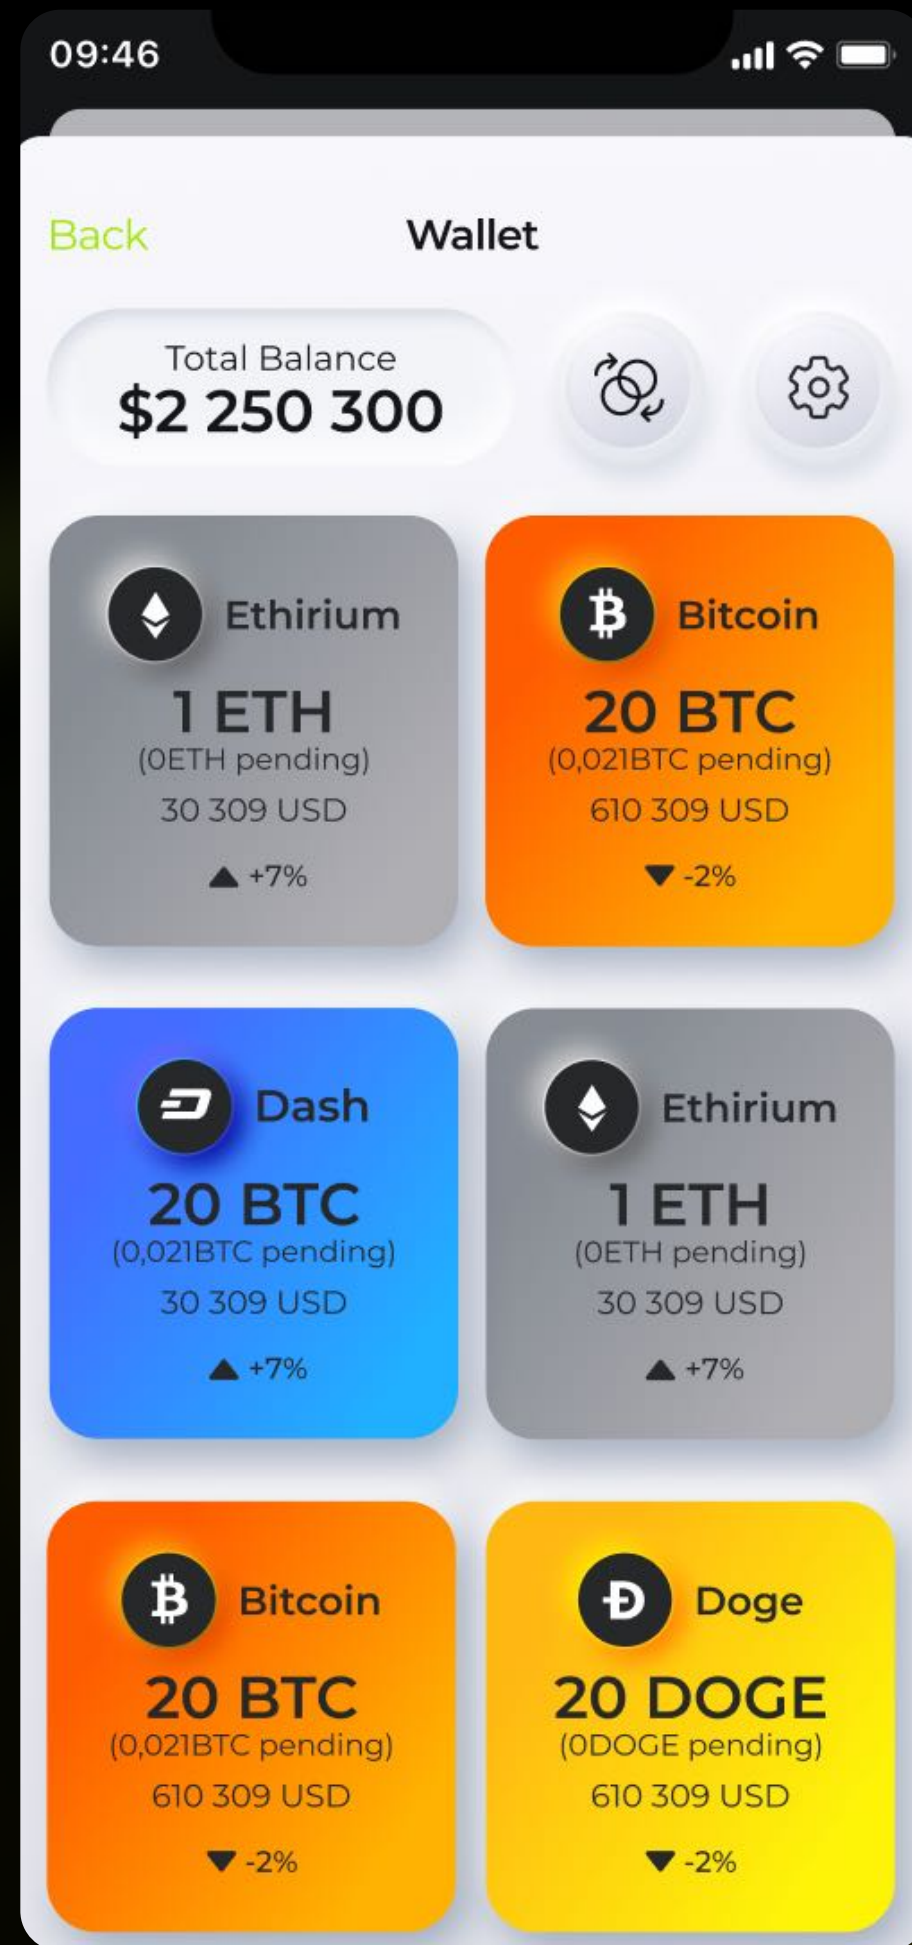 09:46
Back
Wallet
Total Balance
$2 250 300
Ethirium
1 ETH
(0ETH pending)
30 309 USD
+7%
Bitcoin
20 BTC
(0,021BTC pending)
610 309 USD
-2%
Dash
20 BTC
(0,021BTC pending)
30 309 USD
+7%
Ethirium
1 ETH
(0ETH pending)
30 309 USD
+7%
Bitcoin
20 BTC
(0,021BTC pending)
610 309 USD
-2%
Doge
20 DOGE
(0DOGE pending)
610 309 USD
-2%